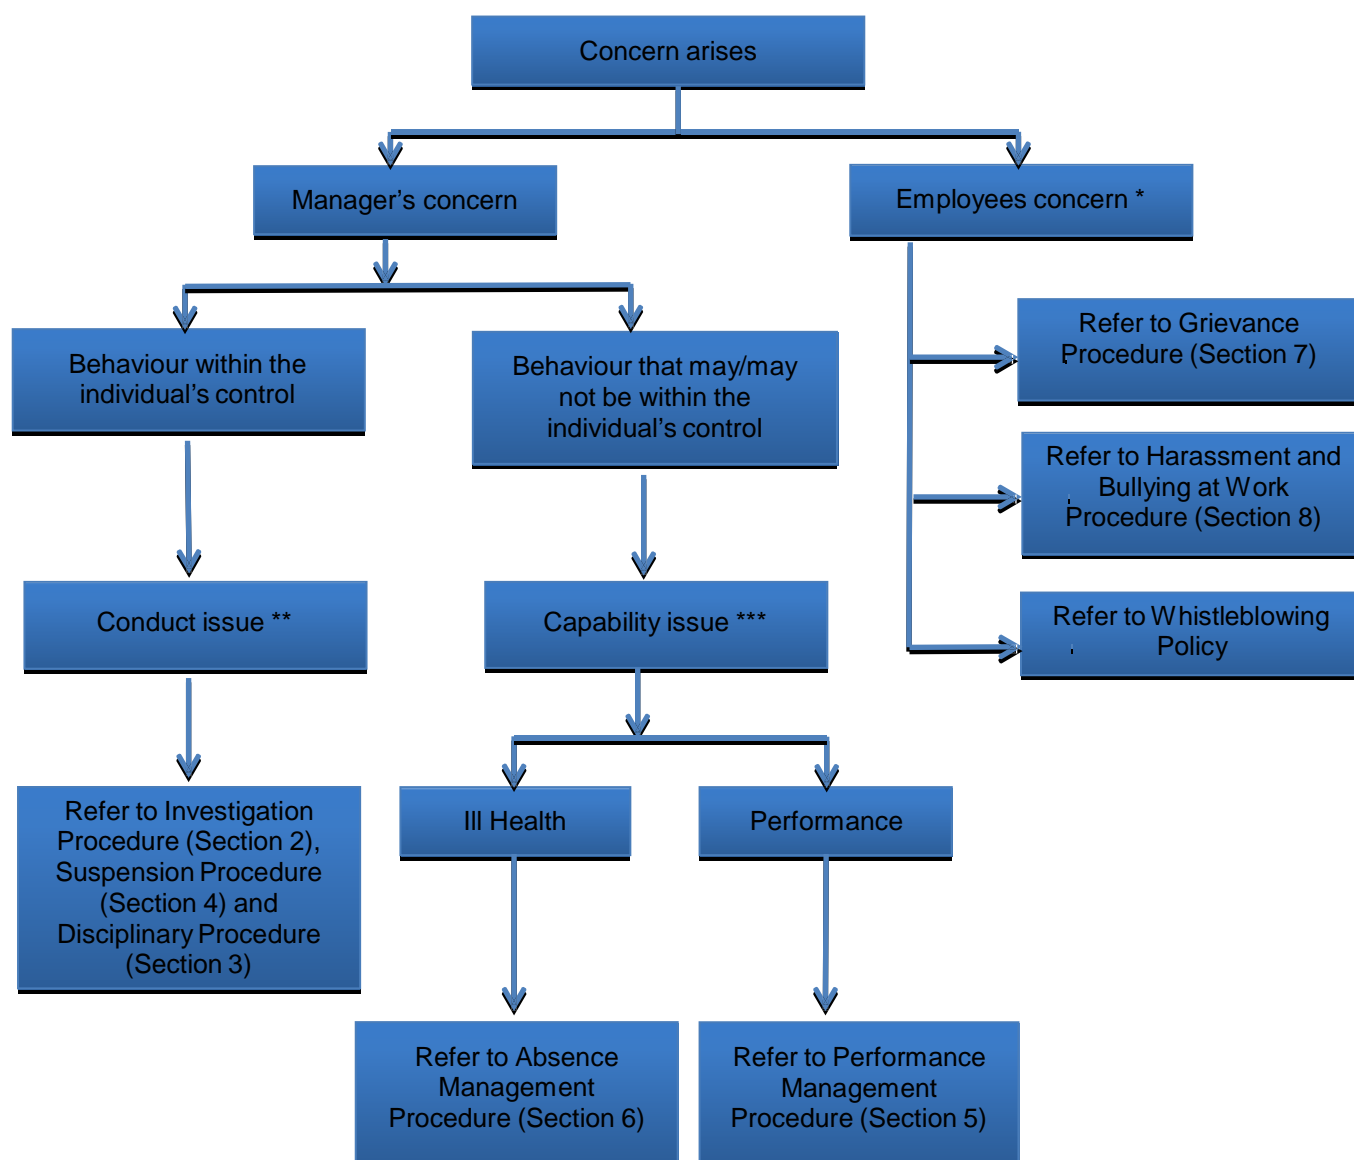 Concern arises
Manager's concern
Employees concern *
Behaviour within the
individual's control
Behaviour that may/may
not be within the
individual's control
Refer to Grievance
Procedure (Section 7)
Refer to Harassment and
Bullying at Work
Procedure (Section 8)
Refer to Whistleblowing
Policy
Conduct issue **
Capability issue ***
Refer to Investigation
Procedure (Section 2),
Suspension Procedure
(Section 4) and
Disciplinary Procedure
(Section 3)
Ill Health
Performance
Refer to Absence
Management
Procedure (Section 6)
Refer to Performance
Management
Procedure (Section 5)